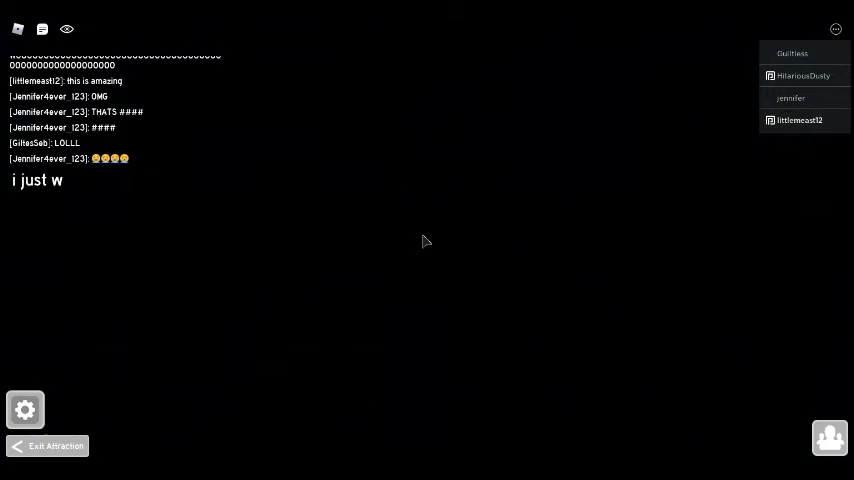 OOOOOOOOOOOOOOOOOOOO
[littlemeast12]: this is amazing
[Jennifer4ever_123]: OMG
[Jennifer4ever_123]: THATS ####
[Jennifer4ever_123]: ####
[GiltesSeb]: LOLLL
[Jennifer4ever_123]: 😢😢😢😢
i just w
Guiltless
HilariousDusty
jennifer
littlemeast12
Exit Attraction